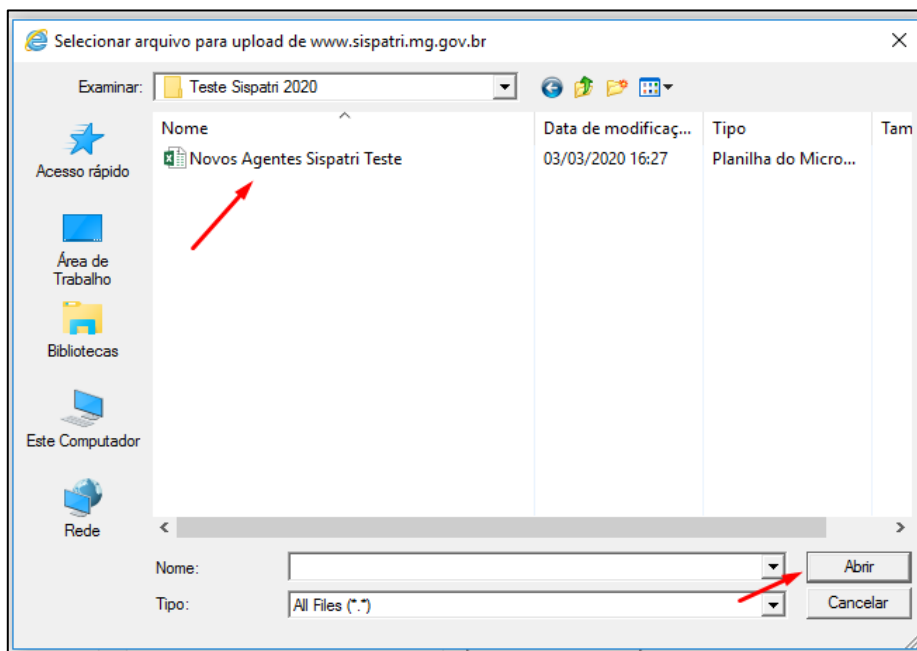 Selecionar arquivo para upload de www.sispatri.mg.gov.br
Examinar: Teste Sispatri 2020
Nome Data de modificaç... Tipo Tam
Novos Agentes Sispatri Teste 03/03/2020 16:27 Planilha do Micro...
Acesso rápido
Área de
Trabalho
Bibliotecas
Este Computador
Rede
Nome: Abrir
Tipo: All Files (*.*) Cancelar